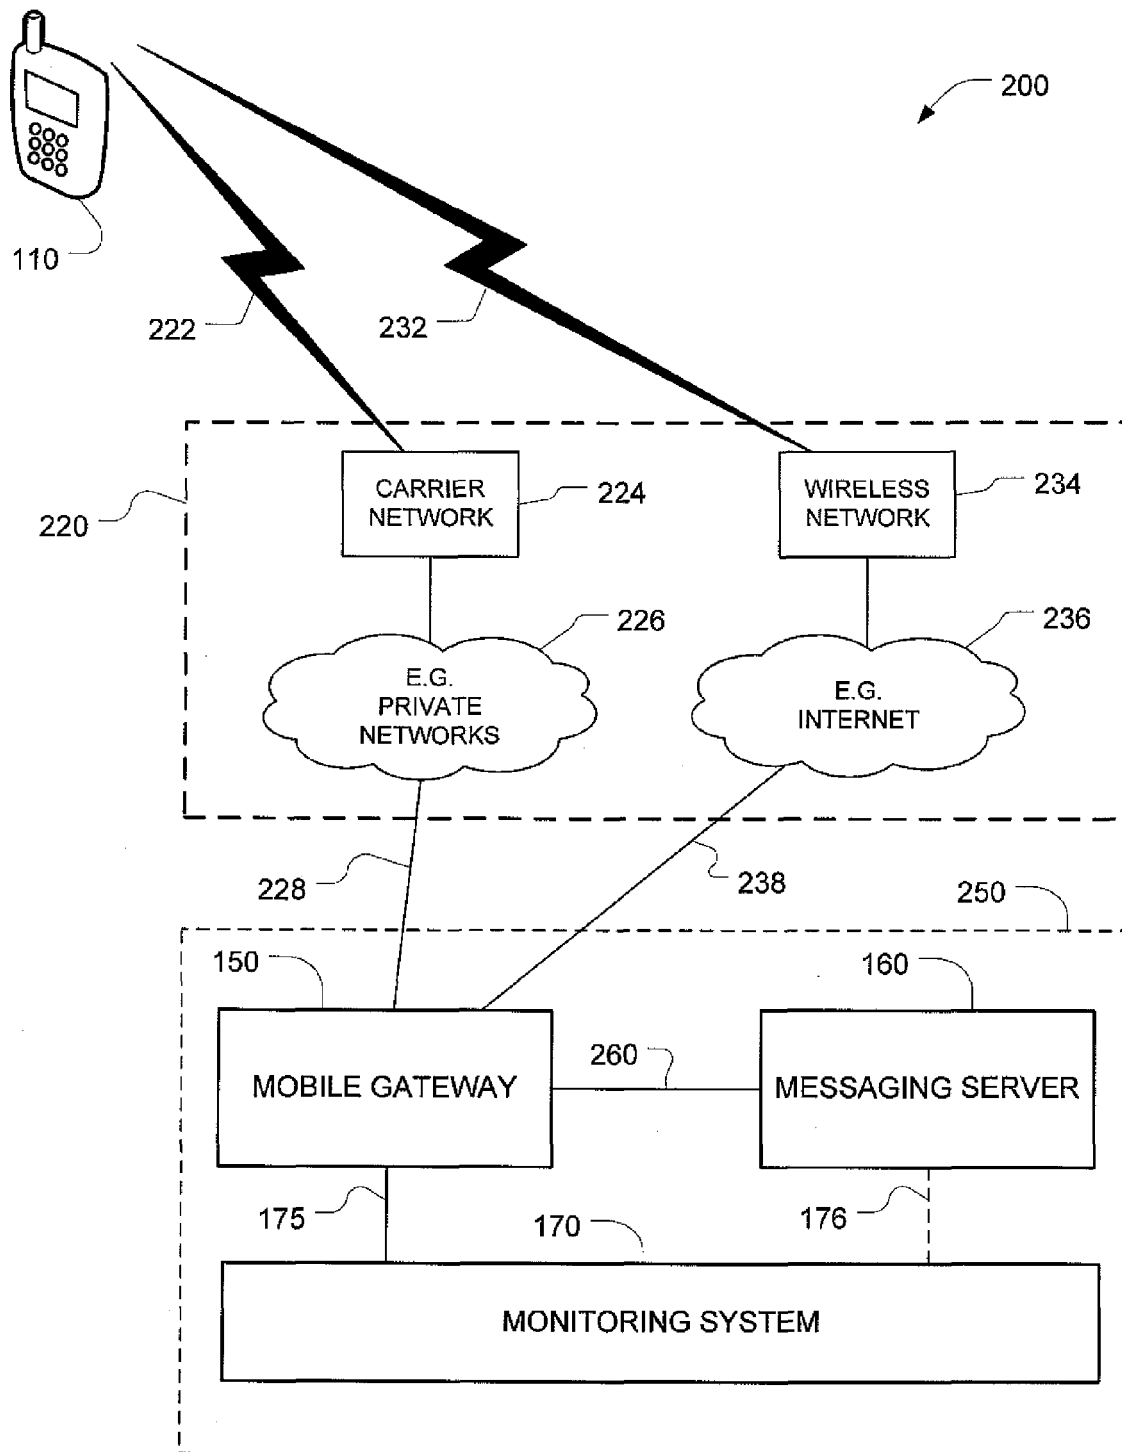 200
110
222
232
CARRIER
NETWORK
224
WIRELESS
NETWORK
234
220
226
236
E.G.
PRIVATE
NETWORKS
E.G.
INTERNET
228
238
250
150
160
MOBILE GATEWAY
260
MESSAGING SERVER
175
170
176
MONITORING SYSTEM